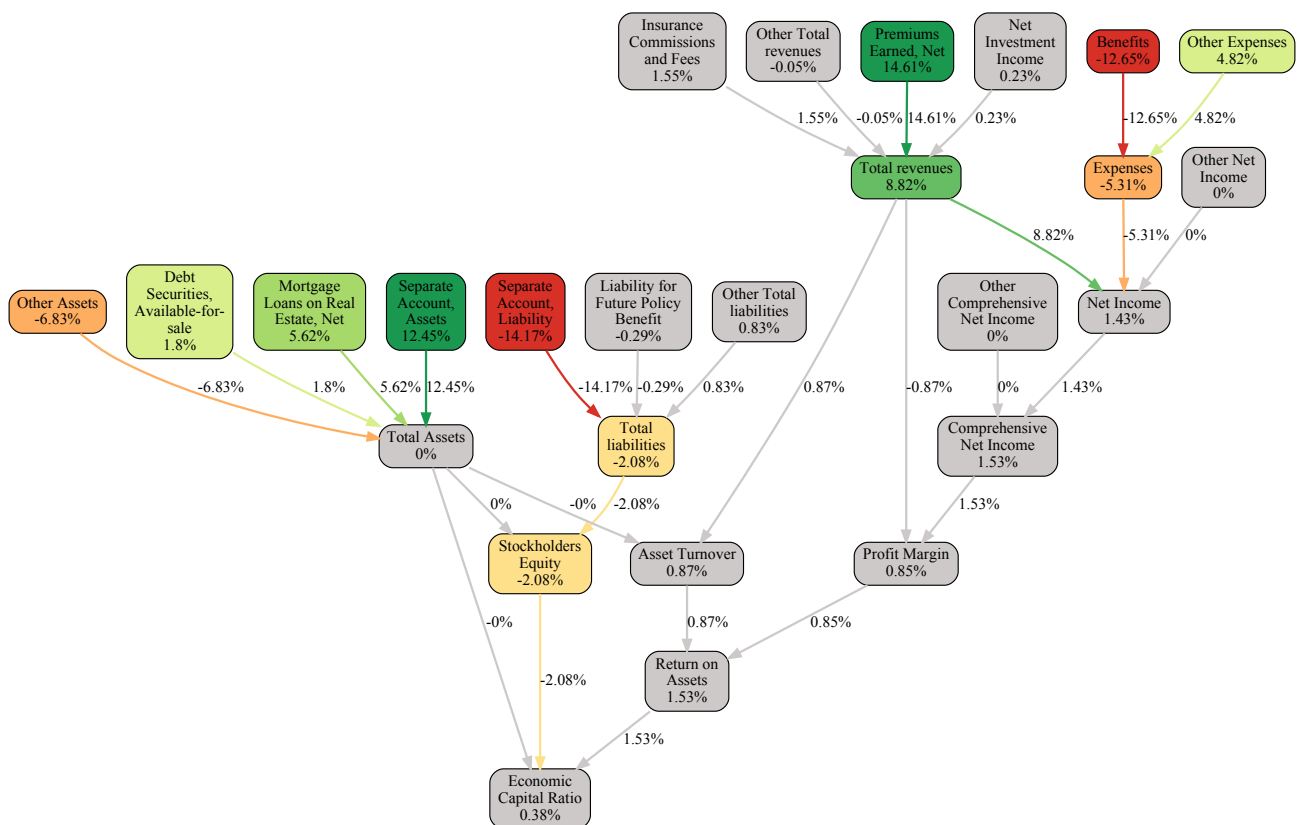 Insurance
Commissions
and Fees
1.55%
Other Total
revenues
-0.05%
Premiums
Earned, Net
14.61%
Net
Investment
Income
0.23%
Benefits
-12.65%
Other Expenses
4.82%
1.55%
-0.05%
14.61%
0.23%
-12.65%
4.82%
Total revenues
8.82%
Expenses
-5.31%
Other Net
Income
0%
8.82%
-5.31%
0%
Other Assets
-6.83%
Debt
Securities,
Available-for-
sale
1.8%
Mortgage
Loans on Real
Estate, Net
5.62%
Separate
Account,
Assets
12.45%
Separate
Account,
Liability
-14.17%
Liability for
Future Policy
Benefit
-0.29%
Other Total
liabilities
0.83%
Other
Comprehensive
Net Income
0%
Net Income
1.43%
-6.83%
1.8%
5.62%
12.45%
-14.17%
-0.29%
0.83%
0.87%
-0.87%
0%
1.43%
Total Assets
0%
Total
liabilities
-2.08%
Comprehensive
Net Income
1.53%
0%
-0%
-2.08%
1.53%
Stockholders
Equity
-2.08%
Asset Turnover
0.87%
Profit Margin
0.85%
-0%
0.87%
0.85%
-2.08%
Return on
Assets
1.53%
1.53%
Economic
Capital Ratio
0.38%